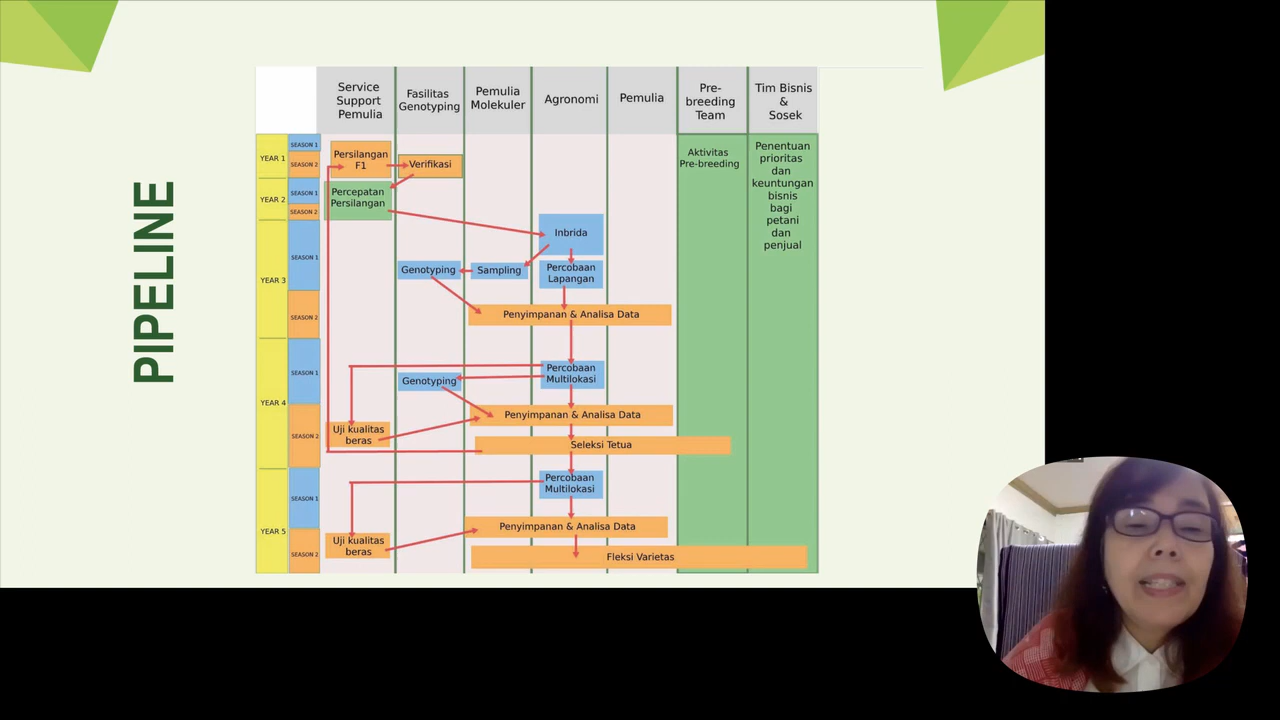 PIPELINE
Service
Support
Pemulia
Fasilitas
Genotyping
Pemulia
Molekuler
Agronomi
Pemulia
Pre-
breeding
Team
Tim Bisnis
&
Sosek
YEAR 1
SEASON 1
SEASON 2
Persilangan
F1
Verifikasi
Aktivitas
Pre-breeding
Penentuan
prioritas
dan
keuntungan
bisnis
bagi
petani
dan
penjual
YEAR 2
SEASON 1
SEASON 2
Percepatan
Persilangan
YEAR 3
SEASON 1
SEASON 2
Inbrida
Genotyping
Sampling
Percobaan
Lapangan
Penyimpanan & Analisa Data
YEAR 4
SEASON 1
SEASON 2
Genotyping
Percobaan
Multilokasi
Penyimpanan & Analisa Data
Uji kualitas
beras
Seleksi Tetua
YEAR 5
SEASON 1
SEASON 2
Percobaan
Multilokasi
Penyimpanan & Analisa Data
Uji kualitas
beras
Fleksi Varietas